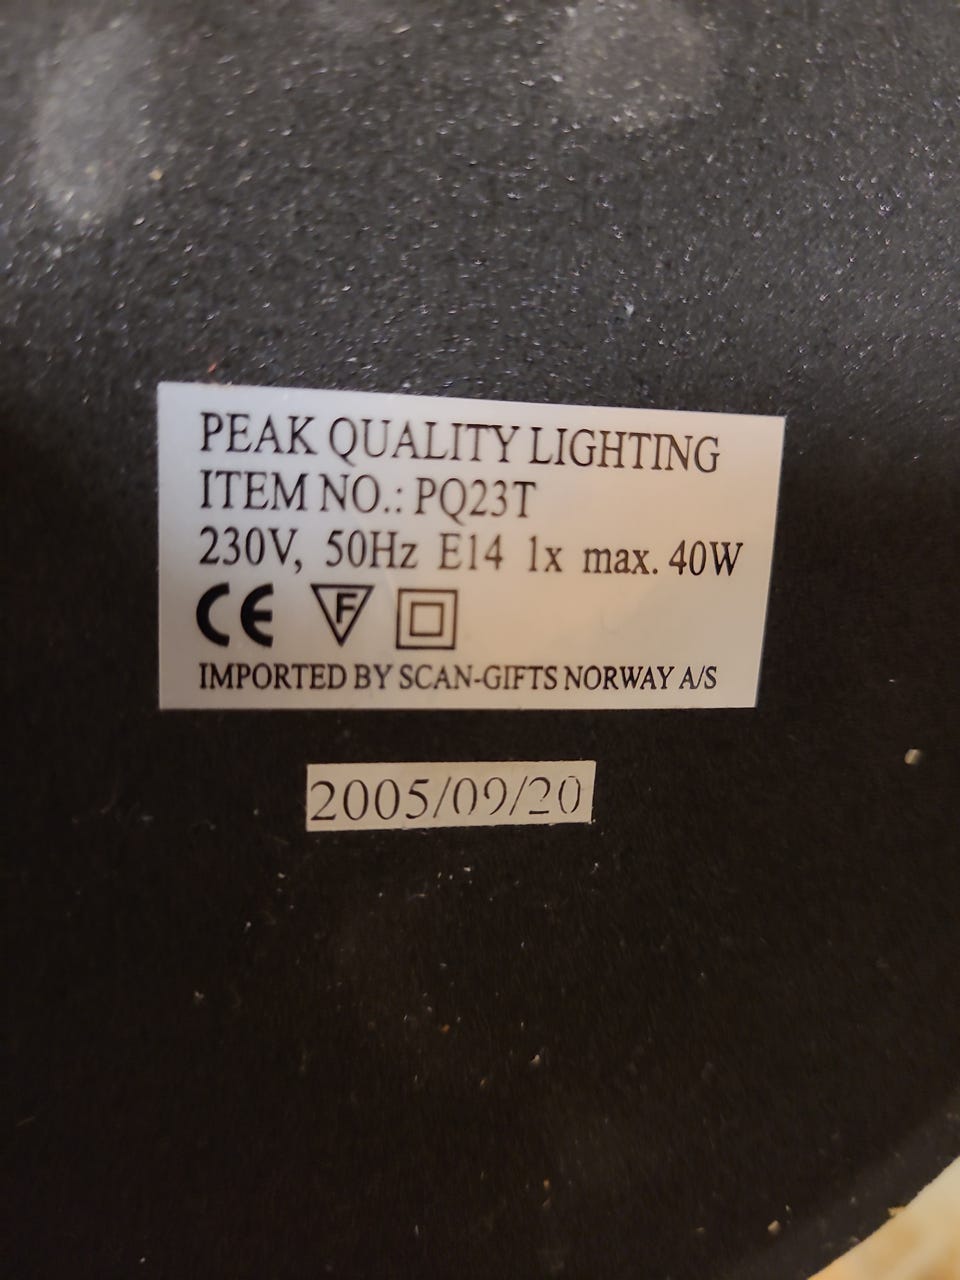 PEAK QUALITY LIGHTING
ITEM NO.: PQ23T
230V, 50Hz E14 1x max. 40W
CE F
IMPORTED BY SCAN-GIFTS NORWAY A/S
2005/09/20